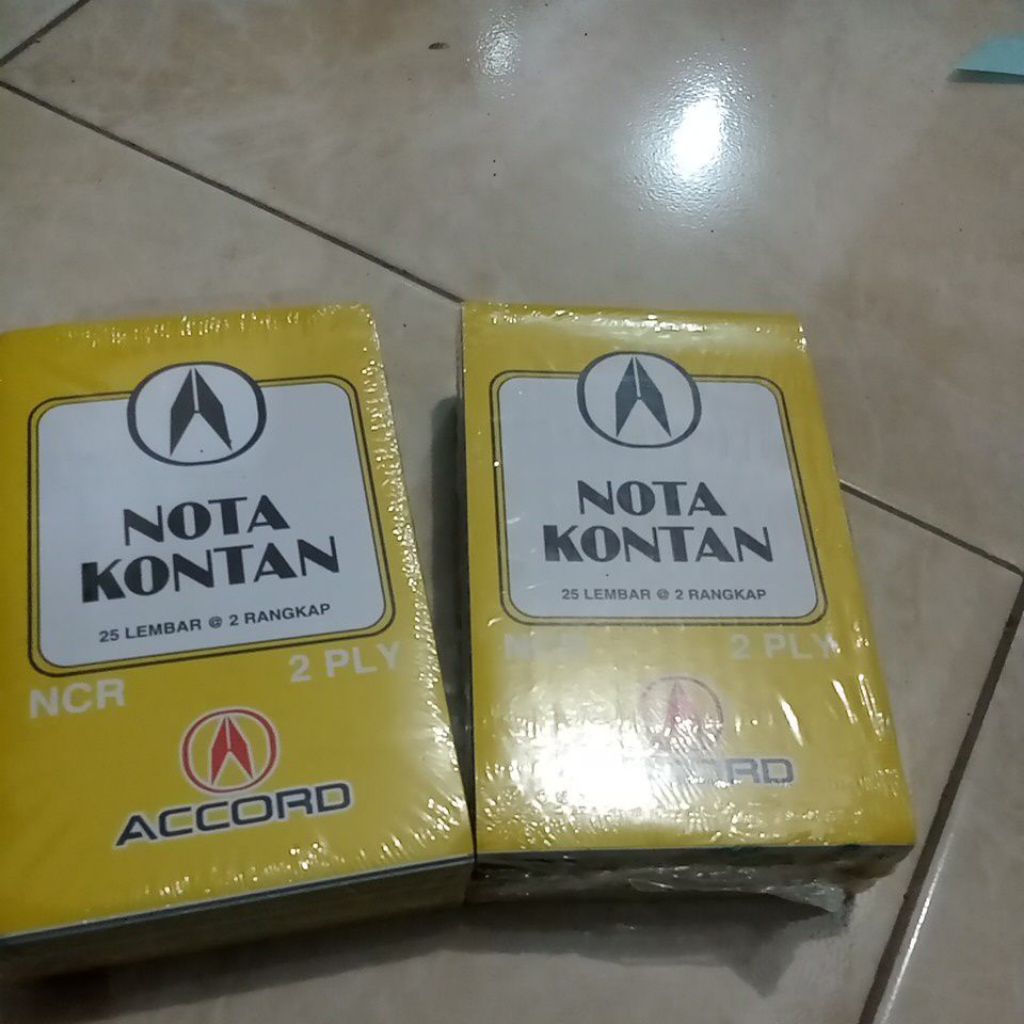 NOTA
KONTAN
25 LEMBAR @ 2 RANGKAP
NCR
2 PLY
ACCORD
NOTA
KONTAN
25 LEMBAR @ 2 RANGKAP
2 PLY